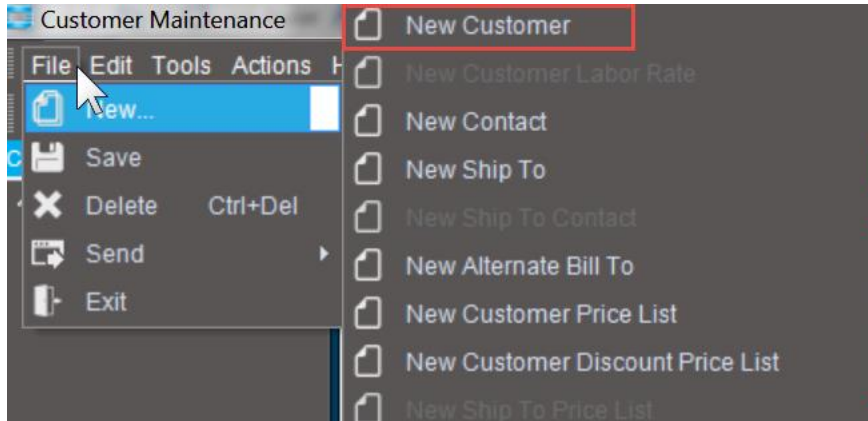 Customer Maintenance
File Edit Tools Actions H
New...
Save
Delete Ctrl+Del
Send
Exit
New Customer
New Customer Labor Rate
New Contact
New Ship To
New Ship To Contact
New Alternate Bill To
New Customer Price List
New Customer Discount Price List
New Ship To Price List